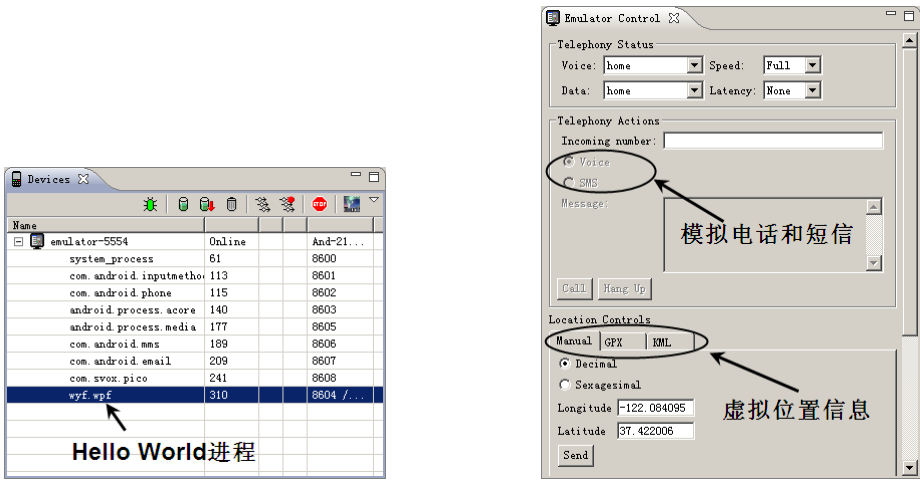 Devices
Name
emulator-5554 Online And-21...
system_process 61 8600
com.android.inputmetho 113 8601
com.android.phone 115 8602
android.process.acore 140 8603
android.process.media 177 8605
com.android.mms 189 8606
com.android.email 209 8607
com.svox.pico 241 8608
wyf.wpf 310 8604 /...
Hello World进程
Emulator Control
Telephony Status
Voice: home Speed: Full
Data: home Latency: None
Telephony Actions
Incoming number:
Voice
SMS
Message:
模拟电话和短信
Call Hang Up
Location Controls
Manual GPX KML
Decimal
Sexagesimal
Longitude -122.084095
Latitude 37.422006
虚拟位置信息
Send